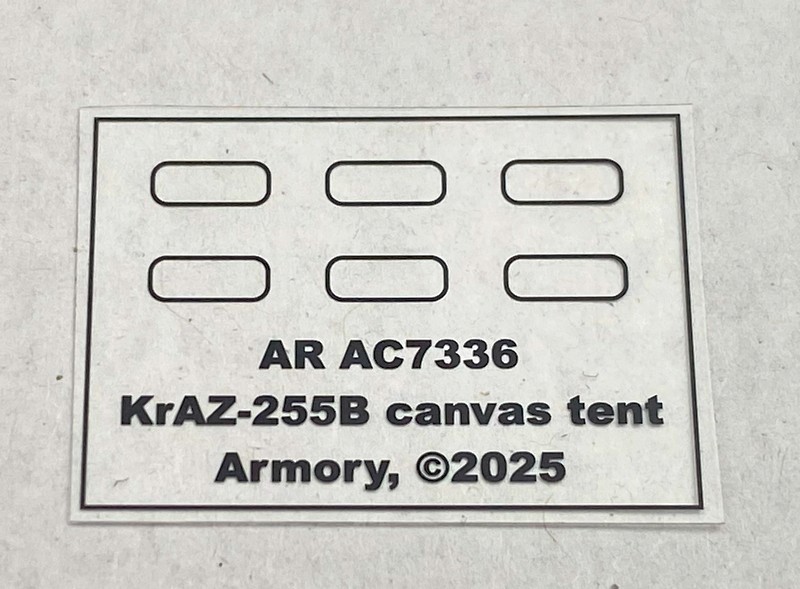 AR AC7336
KrAZ-255B canvas tent
Armory, ©2025